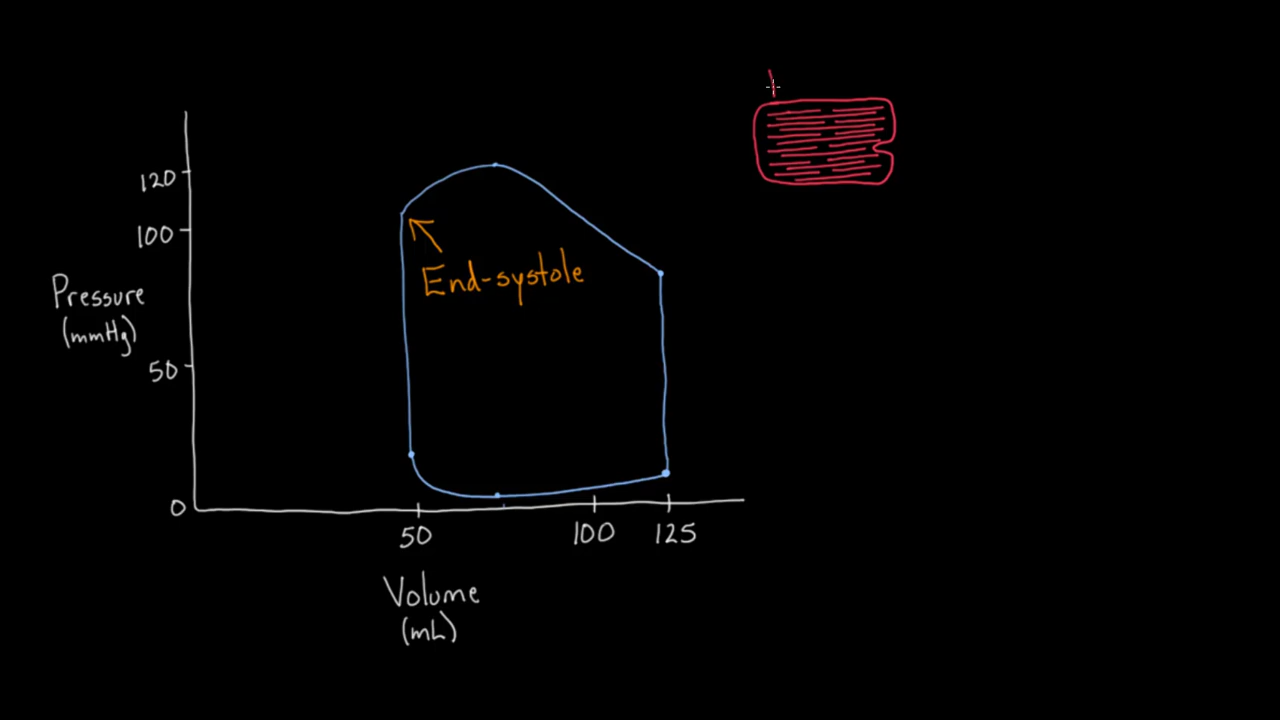 120
100
Pressure
(mmHg)
50
0
End-systole
50 100 125
Volume
(mL)